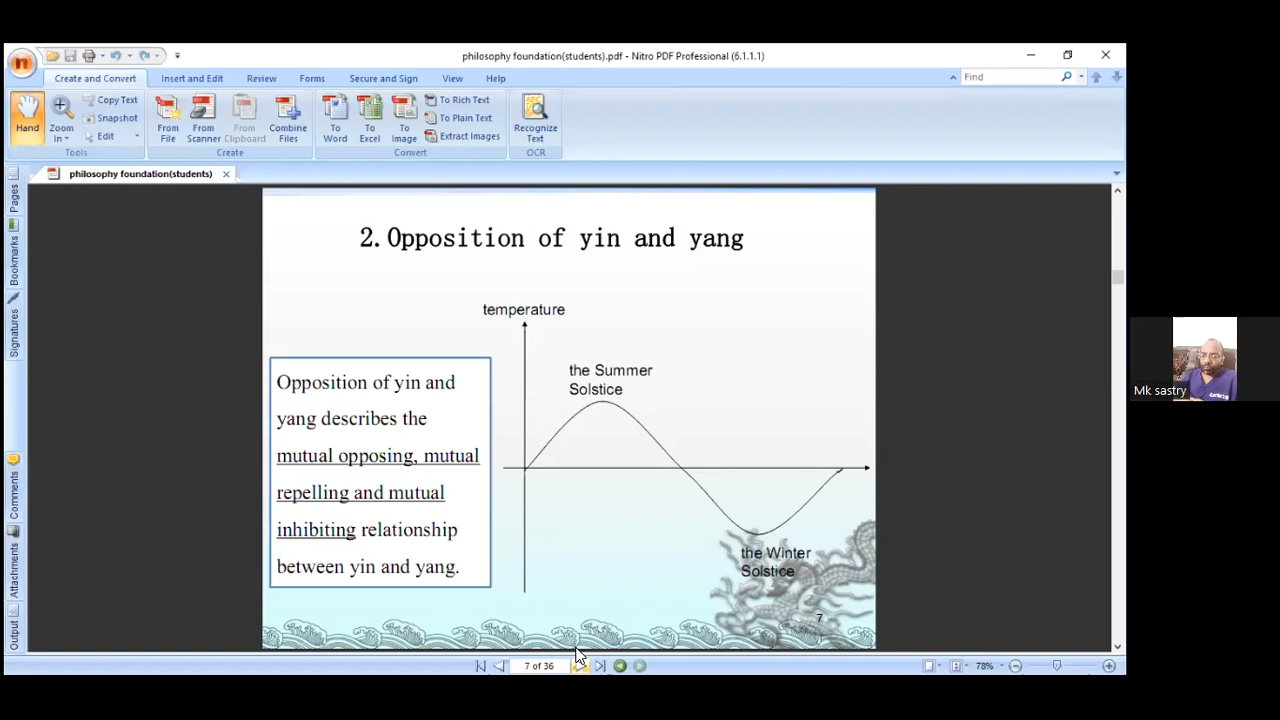 philosophy foundation(students).pdf - Nitro PDF Professional (6.1.1.1)
Create and Convert Insert and Edit Review Forms Secure and Sign View Help Find
Hand Zoom In Copy Text Snapshot Edit From File From Scanner From Clipboard Combine Files To Word To Excel To Image To Rich Text To Plain Text Extract Images Recognize Text
Tools Create Convert OCR
philosophy foundation(students)
Pages
Bookmarks
Signatures
Comments
Attachments
Output
2.Opposition of yin and yang
temperature
the Summer
Solstice
Opposition of yin and
yang describes the
mutual opposing, mutual
repelling and mutual
inhibiting relationship
between yin and yang.
the Winter
Solstice
7
7 of 36
78%
Mk sastry